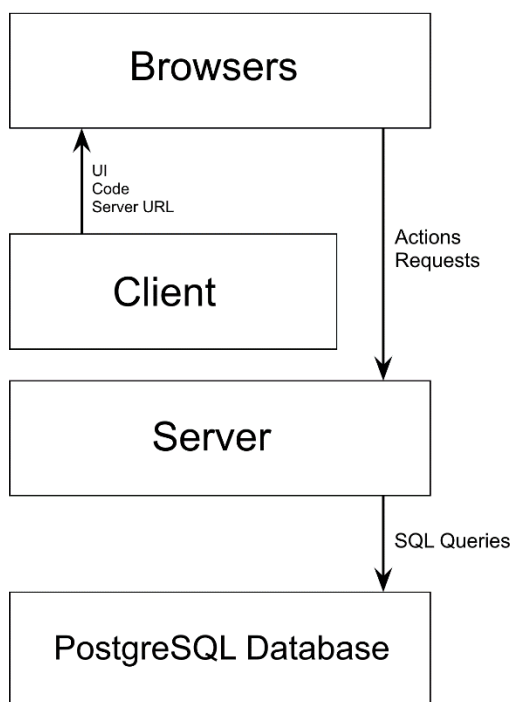 Browsers
UI
Code
Server URL
Actions
Requests
Client
Server
SQL Queries
PostgreSQL Database